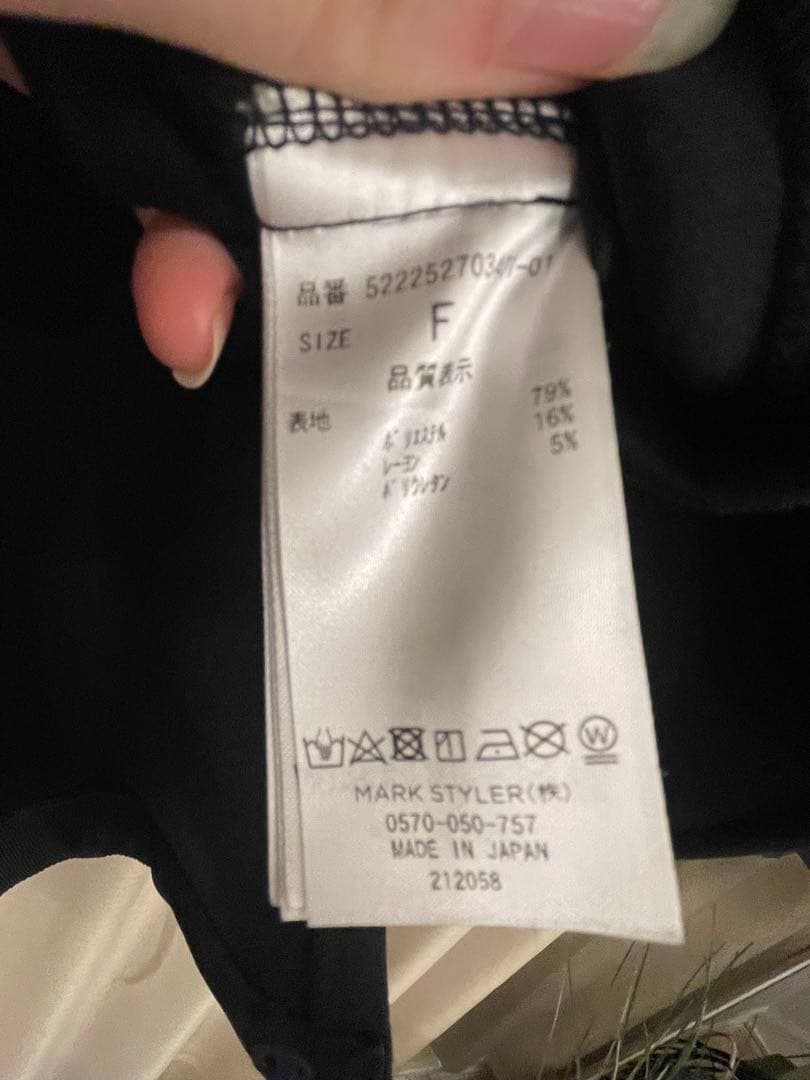 品番 52225270347-01
SIZE F
品質表示
表地
ポリエステル 79%
レーヨン 16%
ポリウレタン 5%
W
MARK STYLER(株)
0570-050-757
MADE IN JAPAN
212058